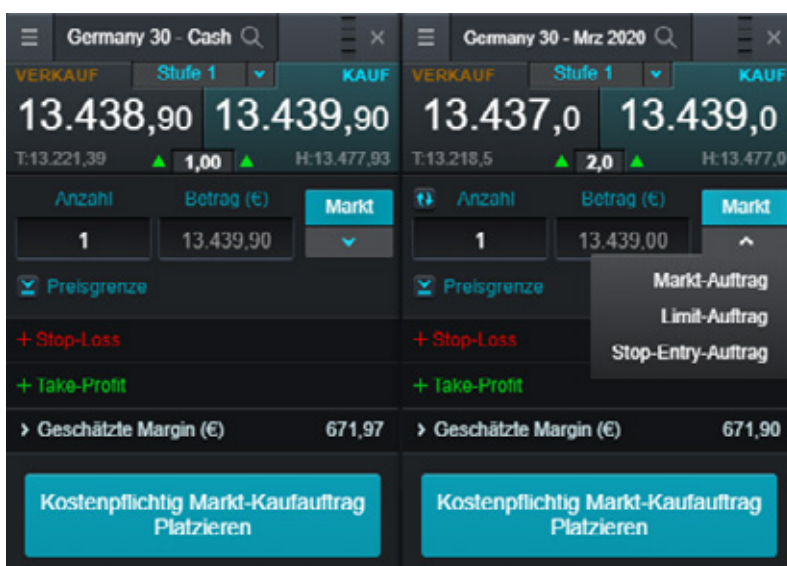 Germany 30 - Cash
VERKAUF Stufe 1 KAUF
13.438,90 13.439,90
T:13.221,39 1,00 H:13.477,93
Anzahl Betrag (€) Markt
1 13.439,90
Preisgrenze
+ Stop-Loss
+ Take-Profit
Geschätzte Margin (€) 671,97
Kostenpflichtig Markt-Kaufauftrag
Platzieren
Germany 30 - Mrz 2020
VERKAUF Stufe 1 KAUF
13.437,0 13.439,0
T:13.218,5 2,0 H:13.477,0
Anzahl Betrag (€) Markt
1 13.439,00
Preisgrenze
Markt-Auftrag
Limit-Auftrag
Stop-Entry-Auftrag
+ Stop-Loss
+ Take-Profit
Geschätzte Margin (€) 671,90
Kostenpflichtig Markt-Kaufauftrag
Platzieren